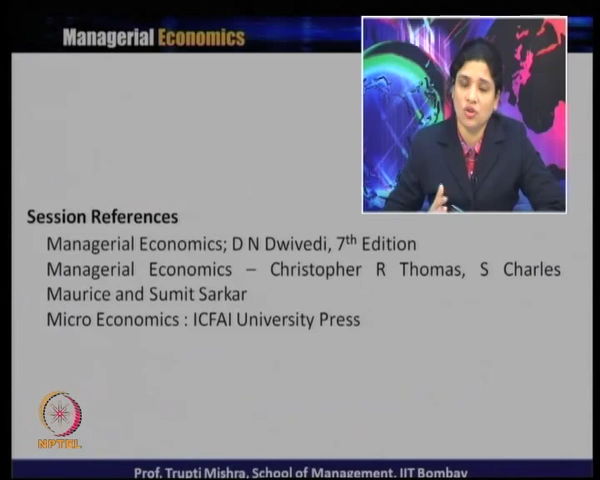 Managerial Economics
Session References
Managerial Economics; D N Dwivedi, 7th Edition
Managerial Economics – Christopher R Thomas, S Charles
Maurice and Sumit Sarkar
Micro Economics : ICFAI University Press
NPTEL
Prof. Trupti Mishra, School of Management, IIT Bombay